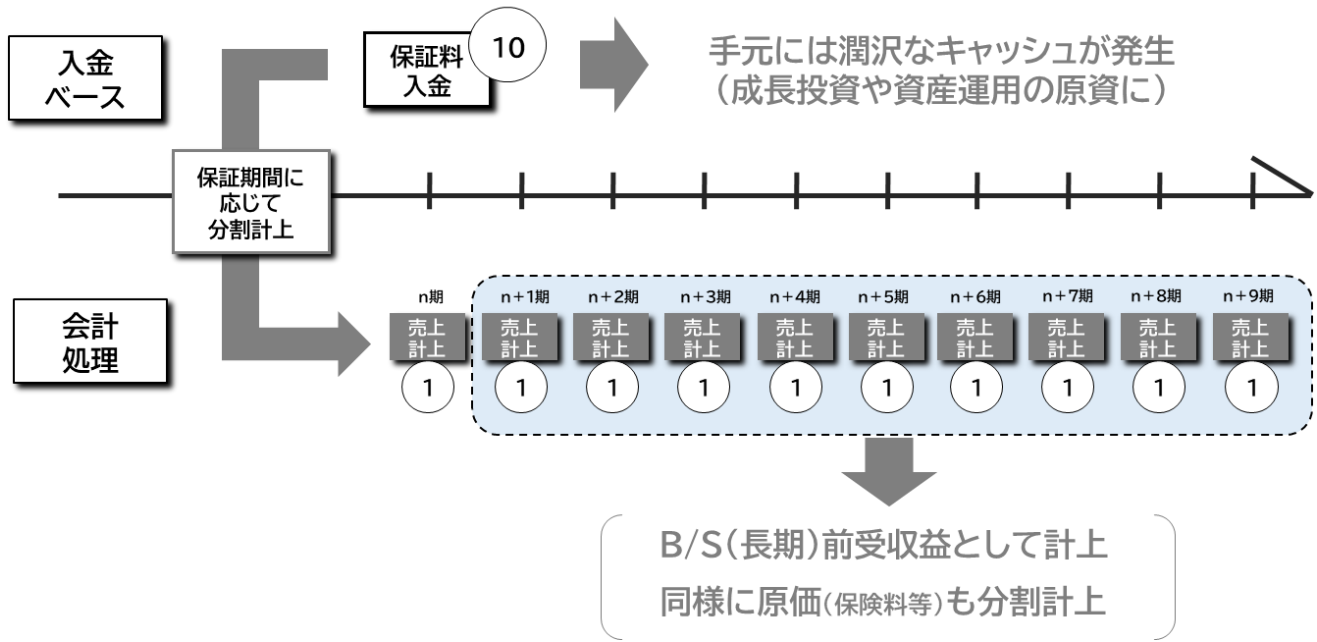 入金
ベース
保証料
入金
10
手元には潤沢なキャッシュが発生
(成長投資や資産運用の原資に)
保証期間に
応じて
分割計上
会計
処理
n期 n+1期 n+2期 n+3期 n+4期 n+5期 n+6期 n+7期 n+8期 n+9期
売上 売上 売上 売上 売上 売上 売上 売上 売上 売上
計上 計上 計上 計上 計上 計上 計上 計上 計上 計上
1 1 1 1 1 1 1 1 1 1
B/S(長期)前受収益として計上
同様に原価(保険料等)も分割計上